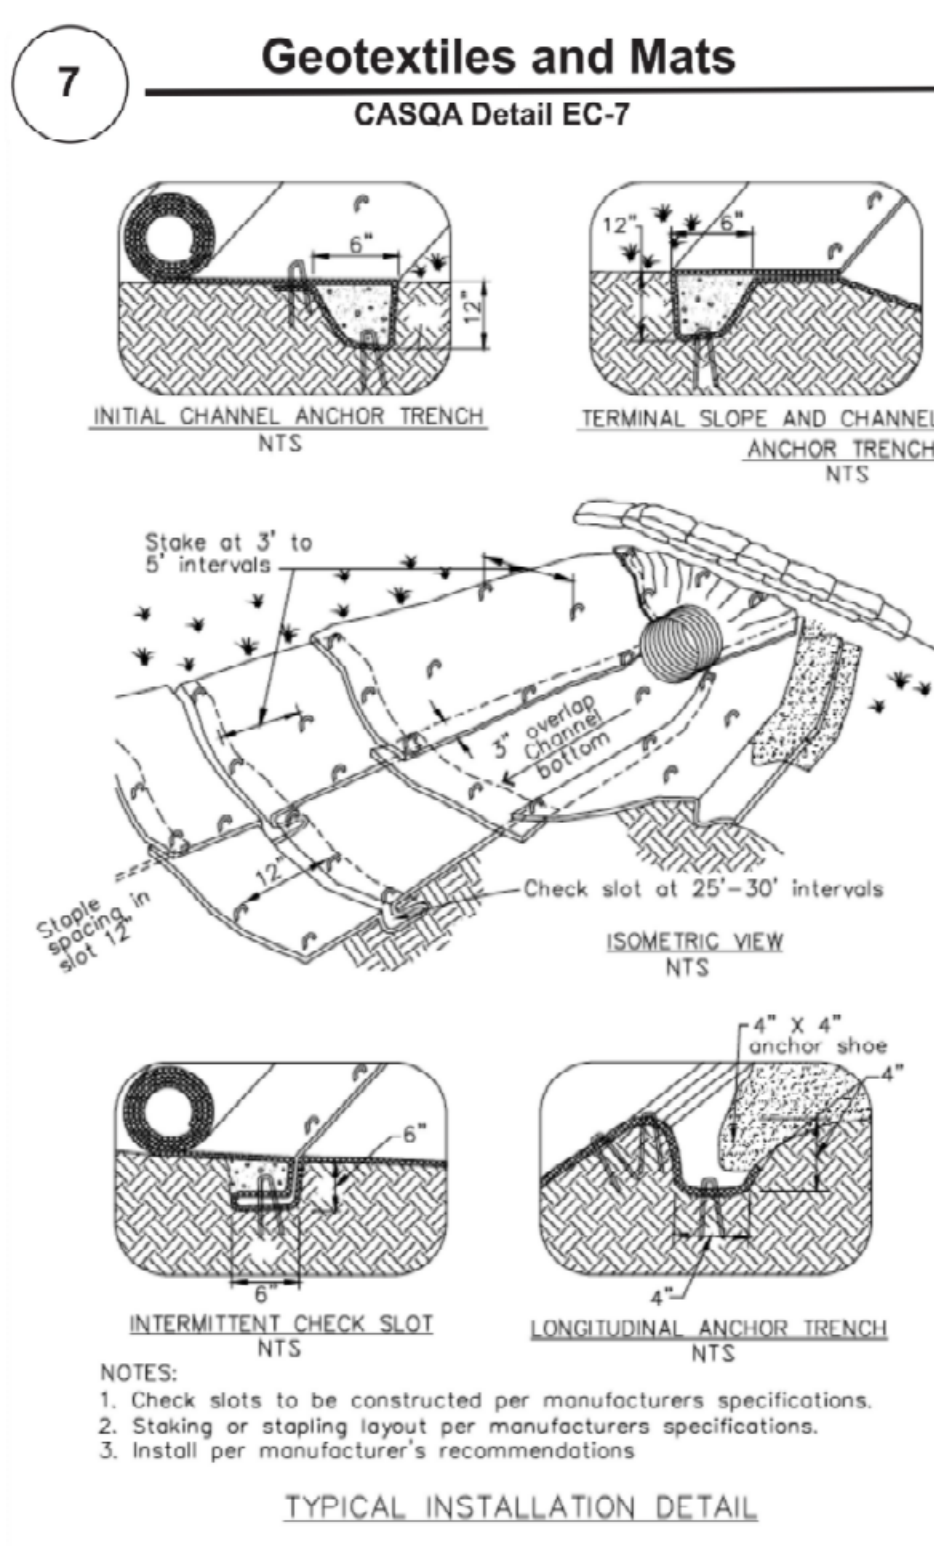 7
Geotextiles and Mats
CASQA Detail EC-7
6"
12"
INITIAL CHANNEL ANCHOR TRENCH
NTS
12"
6"
TERMINAL SLOPE AND CHANNEL
ANCHOR TRENCH
NTS
Stake at 3' to
5' intervals
3" overlap
Channel
bottom
12"
Staple
spacing in
slot 12"
Check slot at 25'-30' intervals
ISOMETRIC VIEW
NTS
6"
6"
INTERMITTENT CHECK SLOT
NTS
4" X 4"
anchor shoe
4"
4"
LONGITUDINAL ANCHOR TRENCH
NTS
NOTES:
1. Check slots to be constructed per manufacturers specifications.
2. Staking or stapling layout per manufacturers specifications.
3. Install per manufacturer's recommendations
TYPICAL INSTALLATION DETAIL